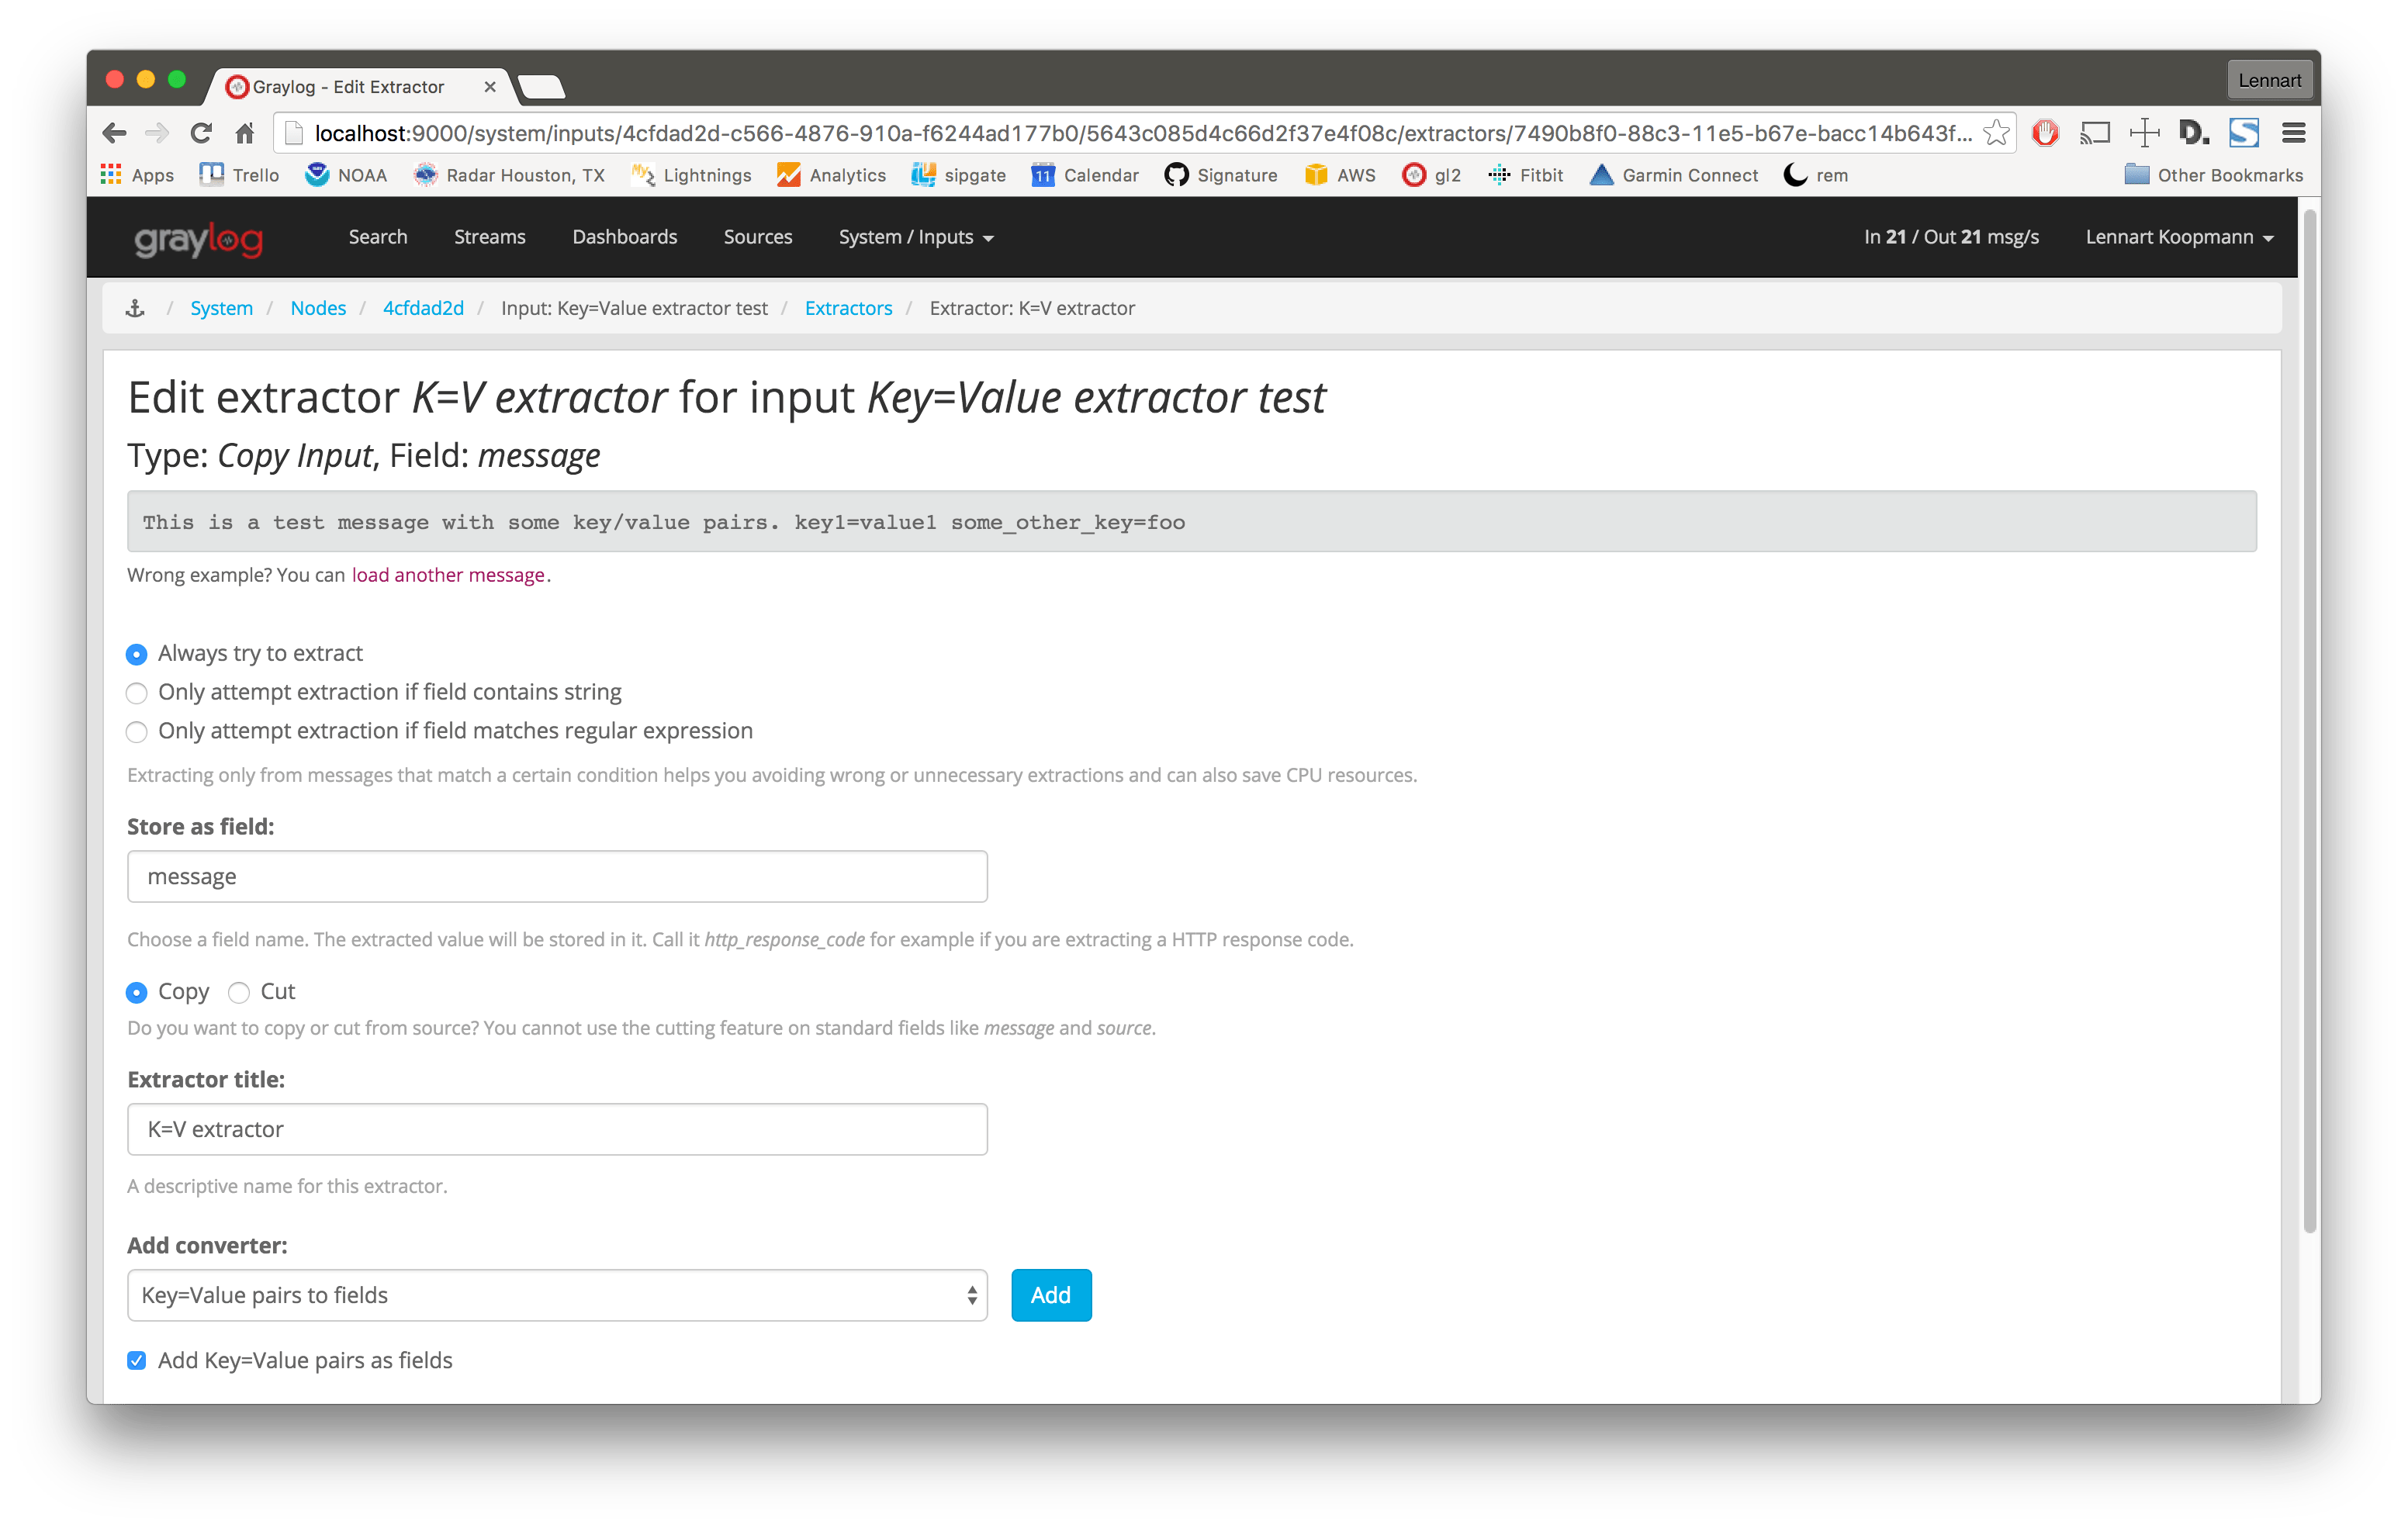 Graylog - Edit Extractor
Lennart
localhost:9000/system/inputs/4cfdad2d-c566-4876-910a-f6244ad177b0/5643c085d4c66d2f37e4f08c/extractors/7490b8f0-88c3-11e5-b67e-bacc14b643f...
Apps Trello NOAA Radar Houston, TX Lightnings Analytics sipgate 11 Calendar Signature AWS gl2 Fitbit Garmin Connect rem Other Bookmarks
graylog Search Streams Dashboards Sources System / Inputs In 21 / Out 21 msg/s Lennart Koopmann
/ System / Nodes / 4cfdad2d / Input: Key=Value extractor test / Extractors / Extractor: K=V extractor
Edit extractor K=V extractor for input Key=Value extractor test
Type: Copy Input, Field: message
This is a test message with some key/value pairs. key1=value1 some_other_key=foo
Wrong example? You can load another message.
Always try to extract
Only attempt extraction if field contains string
Only attempt extraction if field matches regular expression
Extracting only from messages that match a certain condition helps you avoiding wrong or unnecessary extractions and can also save CPU resources.
Store as field:
message
Choose a field name. The extracted value will be stored in it. Call it http_response_code for example if you are extracting a HTTP response code.
Copy Cut
Do you want to copy or cut from source? You cannot use the cutting feature on standard fields like message and source.
Extractor title:
K=V extractor
A descriptive name for this extractor.
Add converter:
Key=Value pairs to fields Add
Add Key=Value pairs as fields